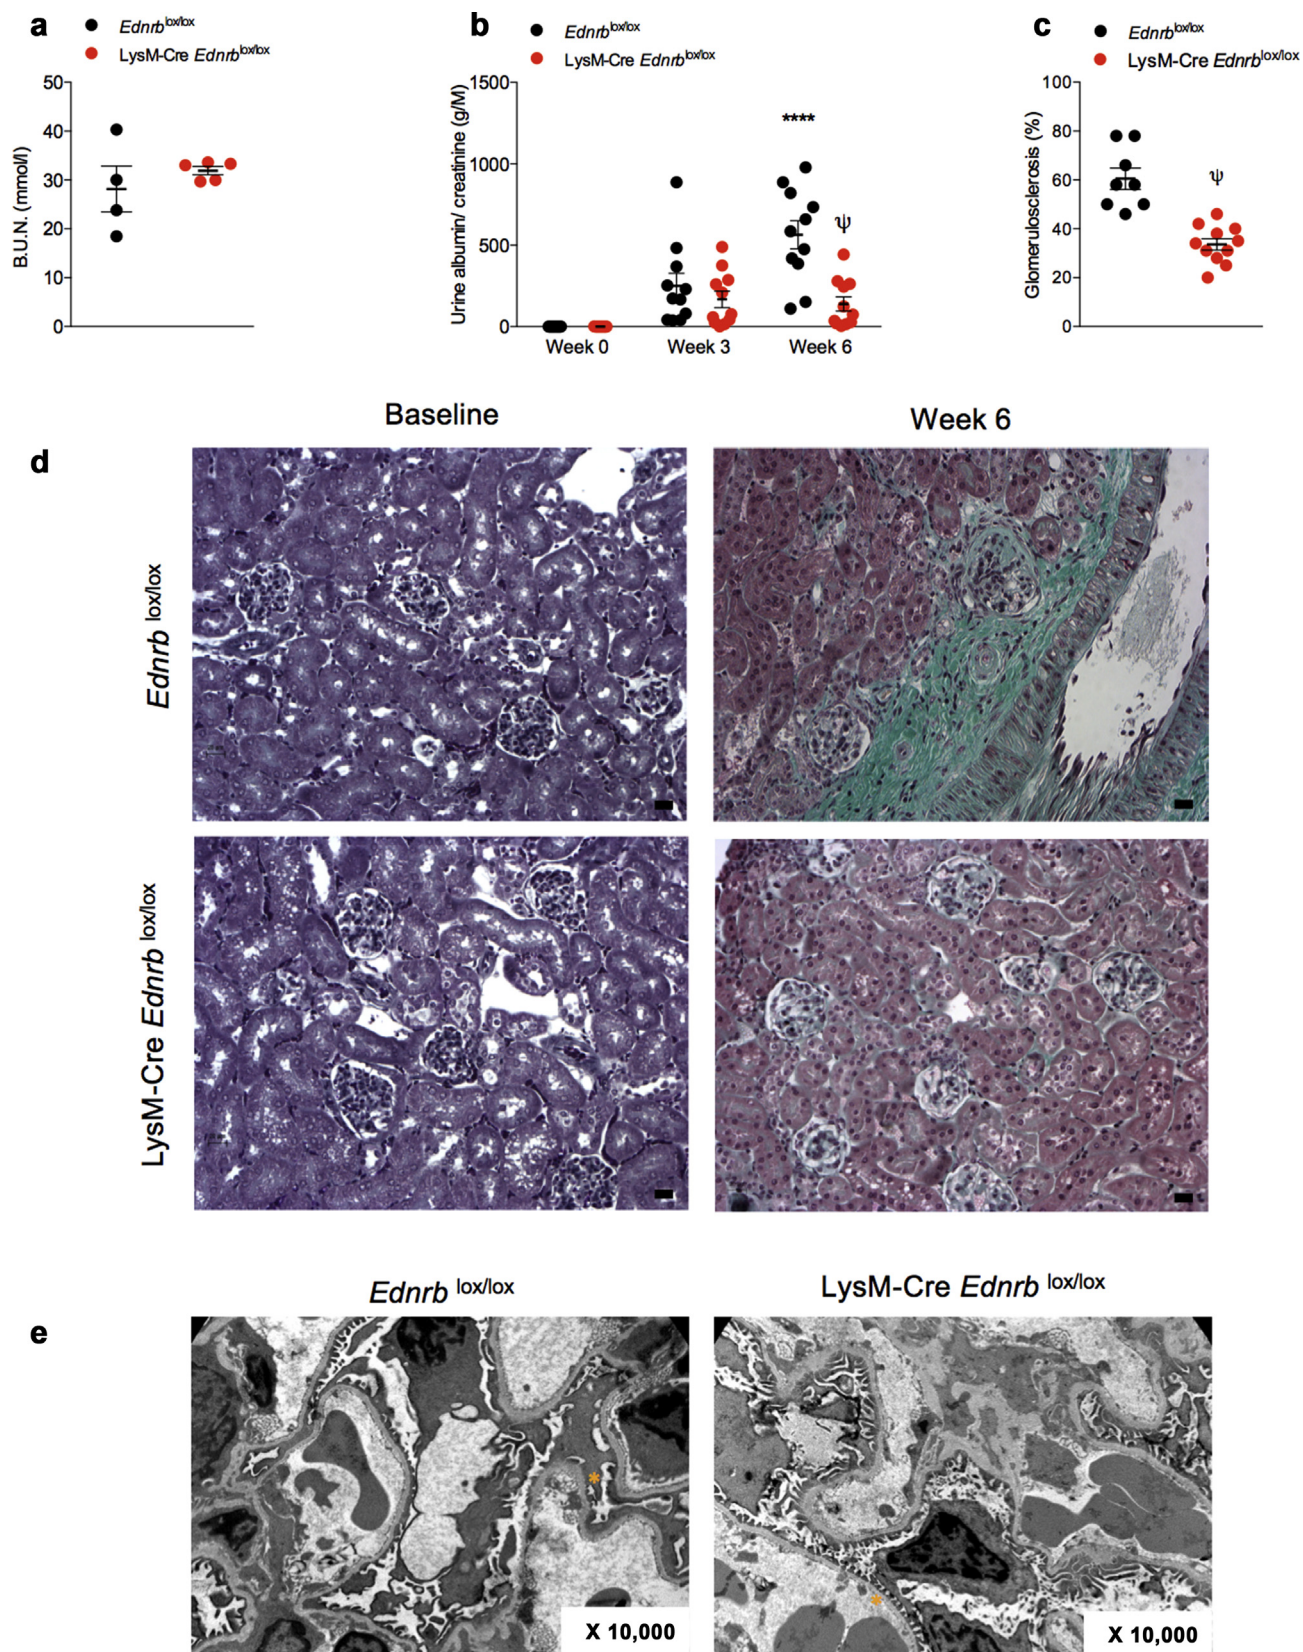 a
Ednrb lox/lox
LysM-Cre Ednrb lox/lox
50
40
30
20
10
0
B.U.N. (mmol/l)
b
Ednrb lox/lox
LysM-Cre Ednrb lox/lox
1500
1000
500
0
Urine albumin/ creatinine (g/M)
****
ψ
Week 0 Week 3 Week 6
c
Ednrb lox/lox
LysM-Cre Ednrb lox/lox
100
80
60
40
20
0
Glomerulosclerosis (%)
ψ
Baseline Week 6
d
Ednrb lox/lox
LysM-Cre Ednrb lox/lox
Ednrb lox/lox LysM-Cre Ednrb lox/lox
e
*
*
X 10,000 X 10,000